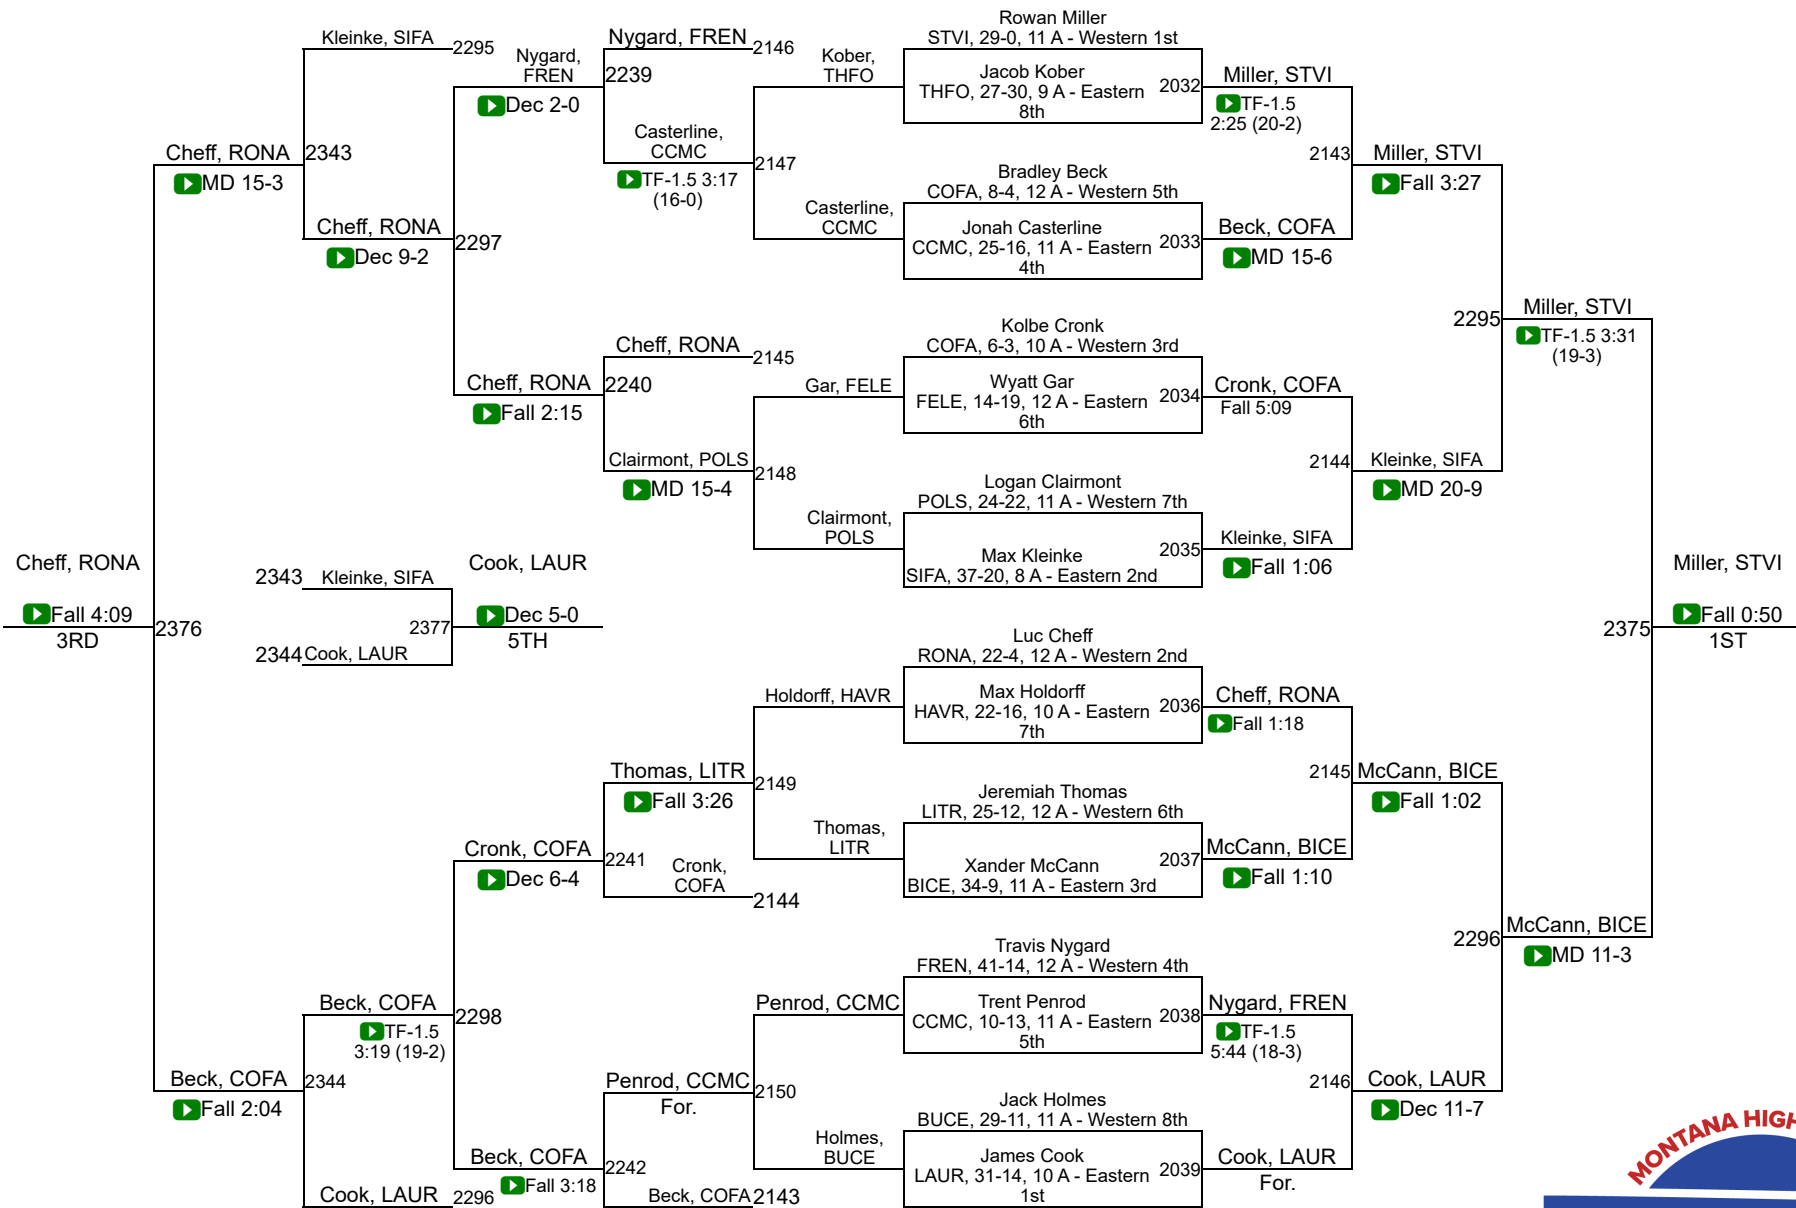 Rowan Miller
STVI, 29-0, 11 A - Western 1st
Kleinke, SIFA
2295
Nygard,
FREN
Nygard, FREN
2146
2239
Kober,
THFO
Jacob Kober
THFO, 27-30, 9 A - Eastern
8th
2032
Miller, STVI
TF-1.5
2:25 (20-2)
Dec 2-0
Casterline,
CCMC
2147
TF-1.5 3:17
(16-0)
Cheff, RONA
2343
MD 15-3
2143
Miller, STVI
Fall 3:27
Bradley Beck
COFA, 8-4, 12 A - Western 5th
Casterline,
CCMC
Jonah Casterline
CCMC, 25-16, 11 A - Eastern
4th
2033
Beck, COFA
MD 15-6
Cheff, RONA
2297
Dec 9-2
2295
Miller, STVI
TF-1.5 3:31
(19-3)
Kolbe Cronk
COFA, 6-3, 10 A - Western 3rd
Cheff, RONA
2145
Cheff, RONA
2240
Fall 2:15
Gar, FELE
Wyatt Gar
FELE, 14-19, 12 A - Eastern
6th
2034
Cronk, COFA
Fall 5:09
Clairmont, POLS
2148
MD 15-4
2144
Kleinke, SIFA
MD 20-9
Logan Clairmont
POLS, 24-22, 11 A - Western 7th
Clairmont,
POLS
Max Kleinke
SIFA, 37-20, 8 A - Eastern 2nd
2035
Kleinke, SIFA
Fall 1:06
Cheff, RONA
Fall 4:09
3RD
2376
2343
Kleinke, SIFA
2377
2344
Cook, LAUR
Cook, LAUR
Dec 5-0
5TH
Miller, STVI
2375
Fall 0:50
1ST
Luc Cheff
RONA, 22-4, 12 A - Western 2nd
Holdorff, HAVR
Max Holdorff
HAVR, 22-16, 10 A - Eastern
7th
2036
Cheff, RONA
Fall 1:18
Thomas, LITR
2149
Fall 3:26
2145
McCann, BICE
Fall 1:02
Jeremiah Thomas
LITR, 25-12, 12 A - Western 6th
Thomas,
LITR
Xander McCann
BICE, 34-9, 11 A - Eastern 3rd
2037
McCann, BICE
Fall 1:10
Cronk, COFA
2241
Dec 6-4
Cronk,
COFA
2144
2296
McCann, BICE
MD 11-3
Travis Nygard
FREN, 41-14, 12 A - Western 4th
Penrod, CCMC
Trent Penrod
CCMC, 10-13, 11 A - Eastern
5th
2038
Nygard, FREN
TF-1.5
5:44 (18-3)
Beck, COFA
2298
TF-1.5
3:19 (19-2)
Beck, COFA
2344
Fall 2:04
Penrod, CCMC
2150
For.
2146
Cook, LAUR
Dec 11-7
Jack Holmes
BUCE, 29-11, 11 A - Western 8th
Holmes,
BUCE
James Cook
LAUR, 31-14, 10 A - Eastern
1st
2039
Cook, LAUR
For.
Beck, COFA
2242
Fall 3:18
Cook, LAUR
2296
Beck, COFA
2143
MONTANA HIGH